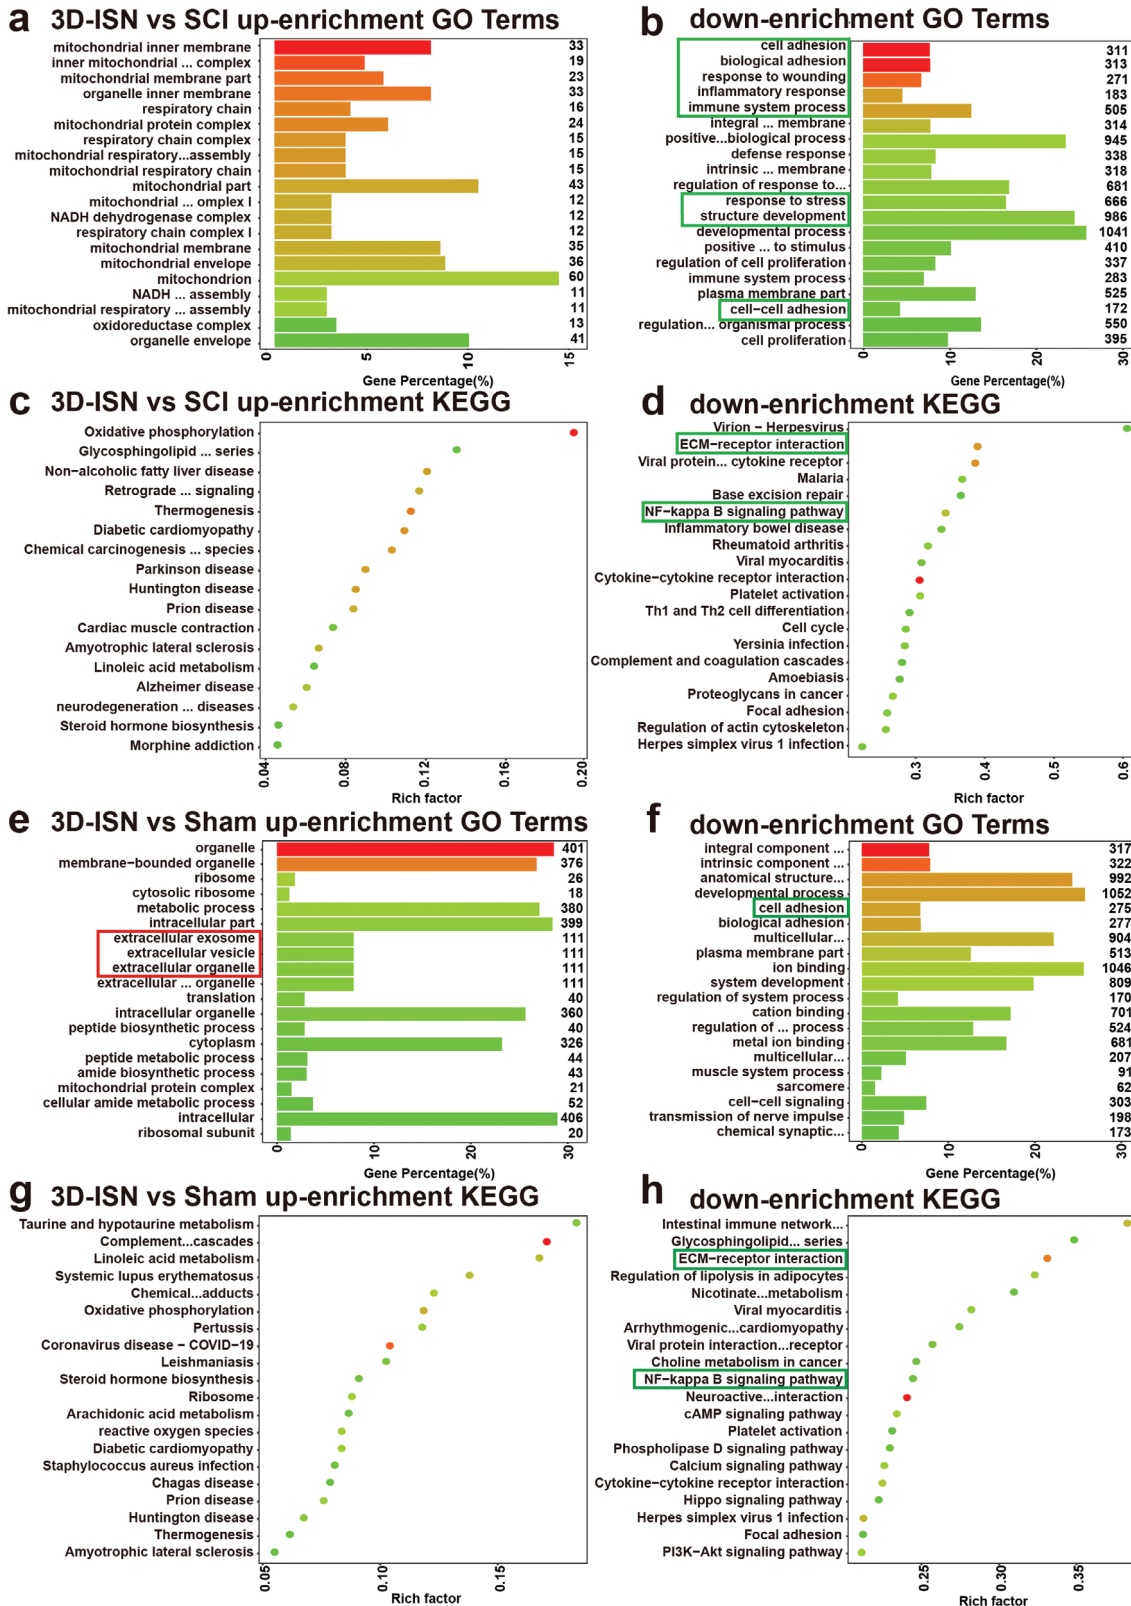 a 3D-ISN vs SCI up-enrichment GO Terms
mitochondrial inner membrane 33
inner mitochondrial ... complex 19
mitochondrial membrane part 23
organelle inner membrane 33
respiratory chain 16
mitochondrial protein complex 24
respiratory chain complex 15
mitochondrial respiratory...assembly 15
mitochondrial respiratory chain 15
mitochondrial part 43
mitochondrial ... omplex I 12
NADH dehydrogenase complex 12
respiratory chain complex I 12
mitochondrial membrane 35
mitochondrial envelope 36
mitochondrion 60
NADH ... assembly 11
mitochondrial respiratory ... assembly 11
oxidoreductase complex 13
organelle envelope 41
0 5 10 15
Gene Percentage(%)
b down-enrichment GO Terms
cell adhesion 311
biological adhesion 313
response to wounding 271
inflammatory response 183
immune system process 505
integral ... membrane 314
positive...biological process 945
defense response 338
intrinsic ... membrane 318
regulation of response to... 681
response to stress 666
structure development 986
developmental process 1041
positive ... to stimulus 410
regulation of cell proliferation 337
immune system process 283
plasma membrane part 525
cell−cell adhesion 172
regulation... organismal process 550
cell proliferation 395
0 10 20 30
Gene Percentage(%)
c 3D-ISN vs SCI up-enrichment KEGG
Oxidative phosphorylation
Glycosphingolipid ... series
Non−alcoholic fatty liver disease
Retrograde ... signaling
Thermogenesis
Diabetic cardiomyopathy
Chemical carcinogenesis ... species
Parkinson disease
Huntington disease
Prion disease
Cardiac muscle contraction
Amyotrophic lateral sclerosis
Linoleic acid metabolism
Alzheimer disease
neurodegeneration ... diseases
Steroid hormone biosynthesis
Morphine addiction
0.04 0.08 0.12 0.16 0.20
Rich factor
d down-enrichment KEGG
Virion − Herpesvirus
ECM−receptor interaction
Viral protein... cytokine receptor
Malaria
Base excision repair
NF−kappa B signaling pathway
Inflammatory bowel disease
Rheumatoid arthritis
Viral myocarditis
Cytokine−cytokine receptor interaction
Platelet activation
Th1 and Th2 cell differentiation
Cell cycle
Yersinia infection
Complement and coagulation cascades
Amoebiasis
Proteoglycans in cancer
Focal adhesion
Regulation of actin cytoskeleton
Herpes simplex virus 1 infection
0.3 0.4 0.5 0.6
Rich factor
e 3D-ISN vs Sham up-enrichment GO Terms
organelle 401
membrane−bounded organelle 376
ribosome 26
cytosolic ribosome 18
metabolic process 380
intracellular part 399
extracellular exosome 111
extracellular vesicle 111
extracellular organelle 111
extracellular ... organelle 111
translation 40
intracellular organelle 360
peptide biosynthetic process 40
cytoplasm 326
peptide metabolic process 44
amide biosynthetic process 43
mitochondrial protein complex 21
cellular amide metabolic process 52
intracellular 406
ribosomal subunit 20
0 10 20 30
Gene Percentage(%)
f down-enrichment GO Terms
integral component ... 317
intrinsic component ... 322
anatomical structure... 992
developmental process 1052
cell adhesion 275
biological adhesion 277
multicellular... 904
plasma membrane part 513
ion binding 1046
system development 809
regulation of system process 170
cation binding 701
regulation of ... process 524
metal ion binding 681
multicellular... 207
muscle system process 91
sarcomere 62
cell−cell signaling 303
transmission of nerve impulse 198
chemical synaptic... 173
0 10 20 30
Gene Percentage(%)
g 3D-ISN vs Sham up-enrichment KEGG
Taurine and hypotaurine metabolism
Complement...cascades
Linoleic acid metabolism
Systemic lupus erythematosus
Chemical...adducts
Oxidative phosphorylation
Pertussis
Coronavirus disease − COVID−19
Leishmaniasis
Steroid hormone biosynthesis
Ribosome
Arachidonic acid metabolism
reactive oxygen species
Diabetic cardiomyopathy
Staphylococcus aureus infection
Chagas disease
Prion disease
Huntington disease
Thermogenesis
Amyotrophic lateral sclerosis
0.05 0.10 0.15
Rich factor
h down-enrichment KEGG
Intestinal immune network...
Glycosphingolipid... series
ECM−receptor interaction
Regulation of lipolysis in adipocytes
Nicotinate...metabolism
Viral myocarditis
Arrhythmogenic...cardiomyopathy
Viral protein interaction...receptor
Choline metabolism in cancer
NF−kappa B signaling pathway
Neuroactive...interaction
cAMP signaling pathway
Platelet activation
Phospholipase D signaling pathway
Calcium signaling pathway
Cytokine−cytokine receptor interaction
Hippo signaling pathway
Herpes simplex virus 1 infection
Focal adhesion
PI3K−Akt signaling pathway
0.25 0.30 0.35
Rich factor